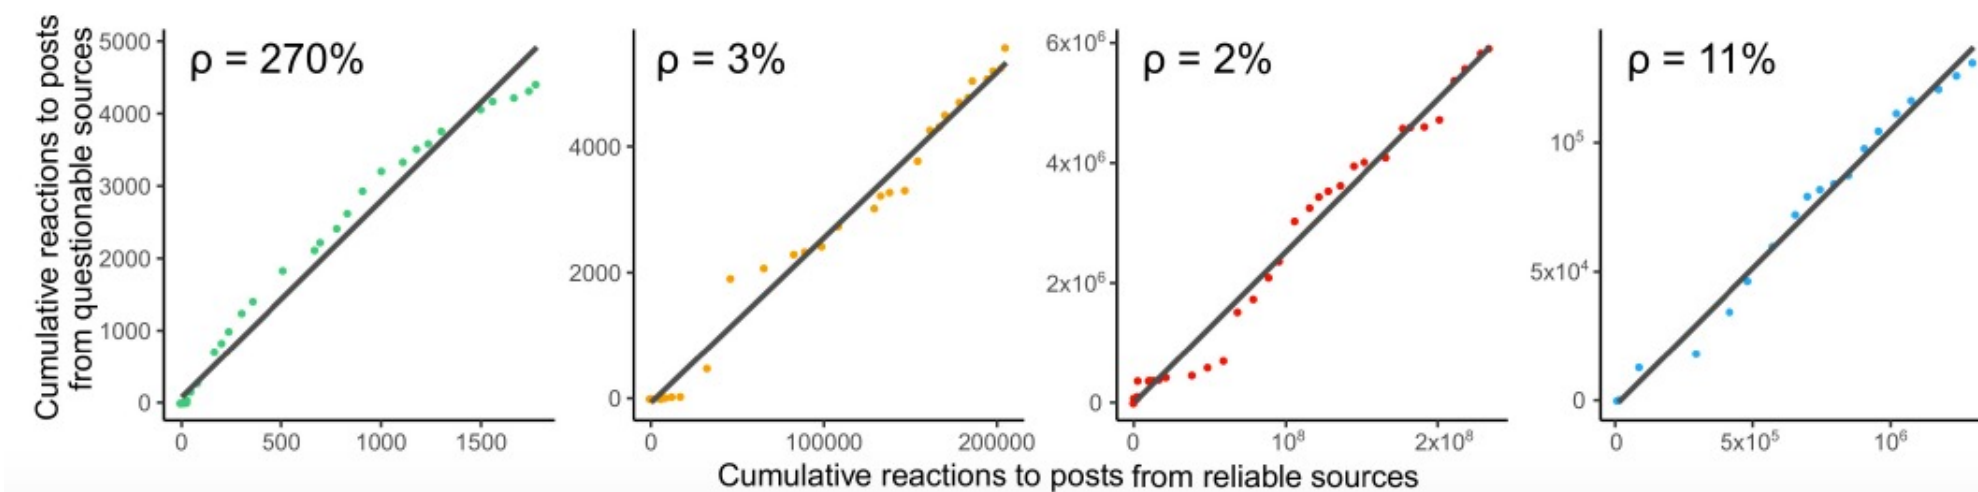 Cumulative reactions to posts
from questionable sources
ρ = 270%
5000
4000
3000
2000
1000
0
0 500 1000 1500
ρ = 3%
4000
2000
0
0 100000 200000
ρ = 2%
6x10⁶
4x10⁶
2x10⁶
0
0 10⁸ 2x10⁸
ρ = 11%
10⁵
5x10⁴
0
0 5x10⁵ 10⁶
Cumulative reactions to posts from reliable sources